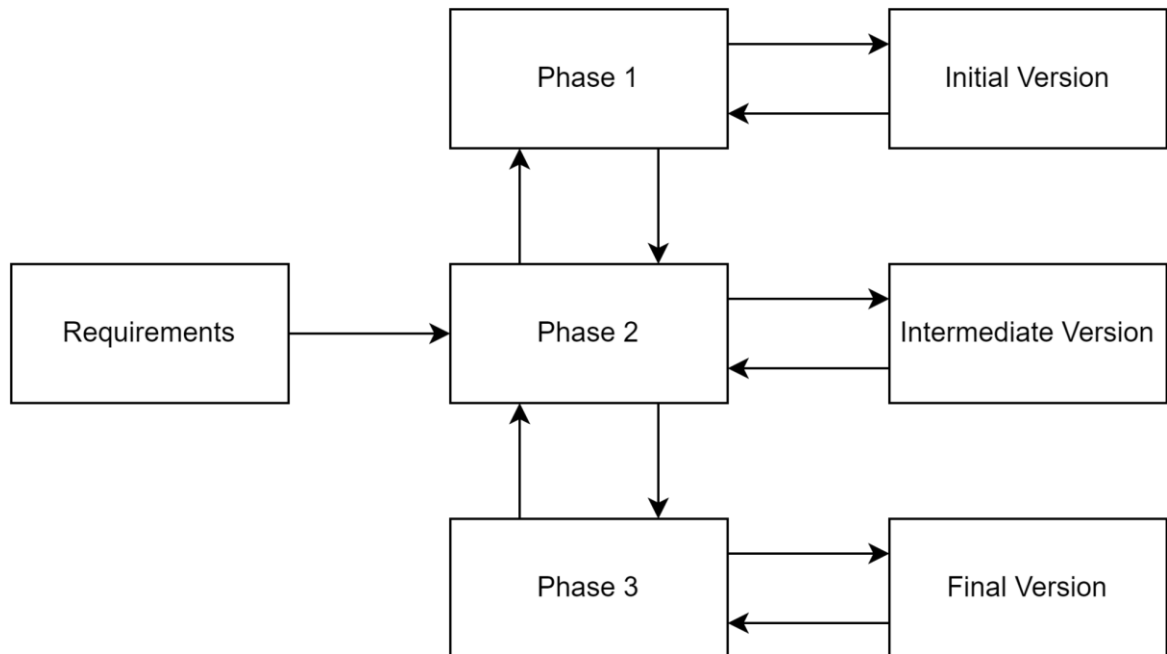 Phase 1
Initial Version
Requirements
Phase 2
Intermediate Version
Phase 3
Final Version